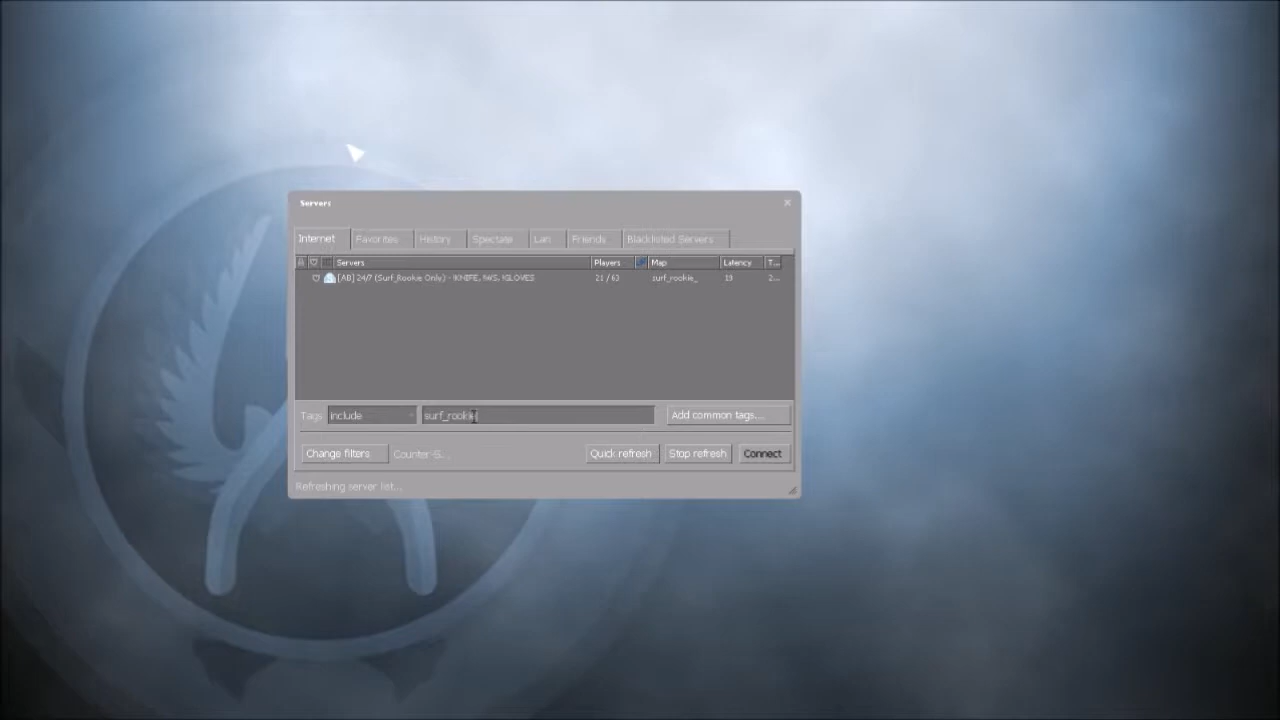 Servers
Internet Favorites History Spectate Lan Friends Blacklisted Servers
Servers Players Map Latency T...
[AB] 24/7 (Surf_Rookie Only) - !KNIFE, !WS, !GLOVES 21 / 63 surf_rookie_ 19 2...
Tags include surf_rookie Add common tags...
Change filters Counter-S... Quick refresh Stop refresh Connect
Refreshing server list...